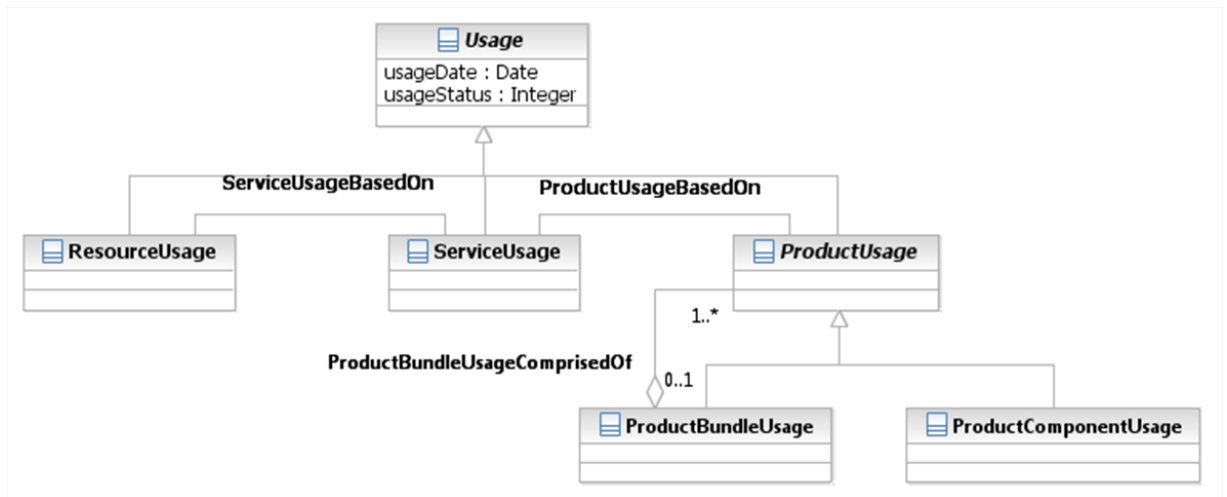 Usage
usageDate : Date
usageStatus : Integer
ServiceUsageBasedOn
ProductUsageBasedOn
ResourceUsage
ServiceUsage
ProductUsage
1..*
ProductBundleUsageComprisedOf
0..1
ProductBundleUsage
ProductComponentUsage